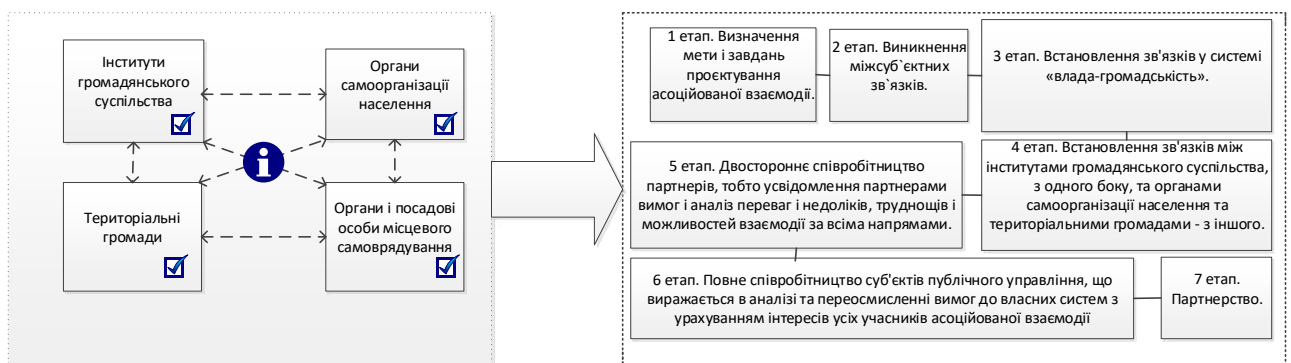 Інститути
громадянського
суспільства
Органи
самоорганізації
населення
i
Територіальні
громади
Органи і посадові
особи місцевого
самоврядування
1 етап. Визначення
мети і завдань
проєктування
асоційованої взаємодії.
2 етап. Виникнення
міжсуб`єктних
зв`язків.
3 етап. Встановлення зв'язків у системі
«влада-громадськість».
4 етап. Встановлення зв'язків між
інститутами громадянського суспільства,
з одного боку, та органами
самоорганізації населення та
територіальними громадами - з іншого.
5 етап. Двостороннє співробітництво
партнерів, тобто усвідомлення партнерами
вимог і аналіз переваг і недоліків, труднощів і
можливостей взаємодії за всіма напрямами.
6 етап. Повне співробітництво суб'єктів публічного управління, що
виражається в аналізі та переосмисленні вимог до власних систем з
урахуванням інтересів усіх учасників асоційованої взаємодії
7 етап.
Партнерство.